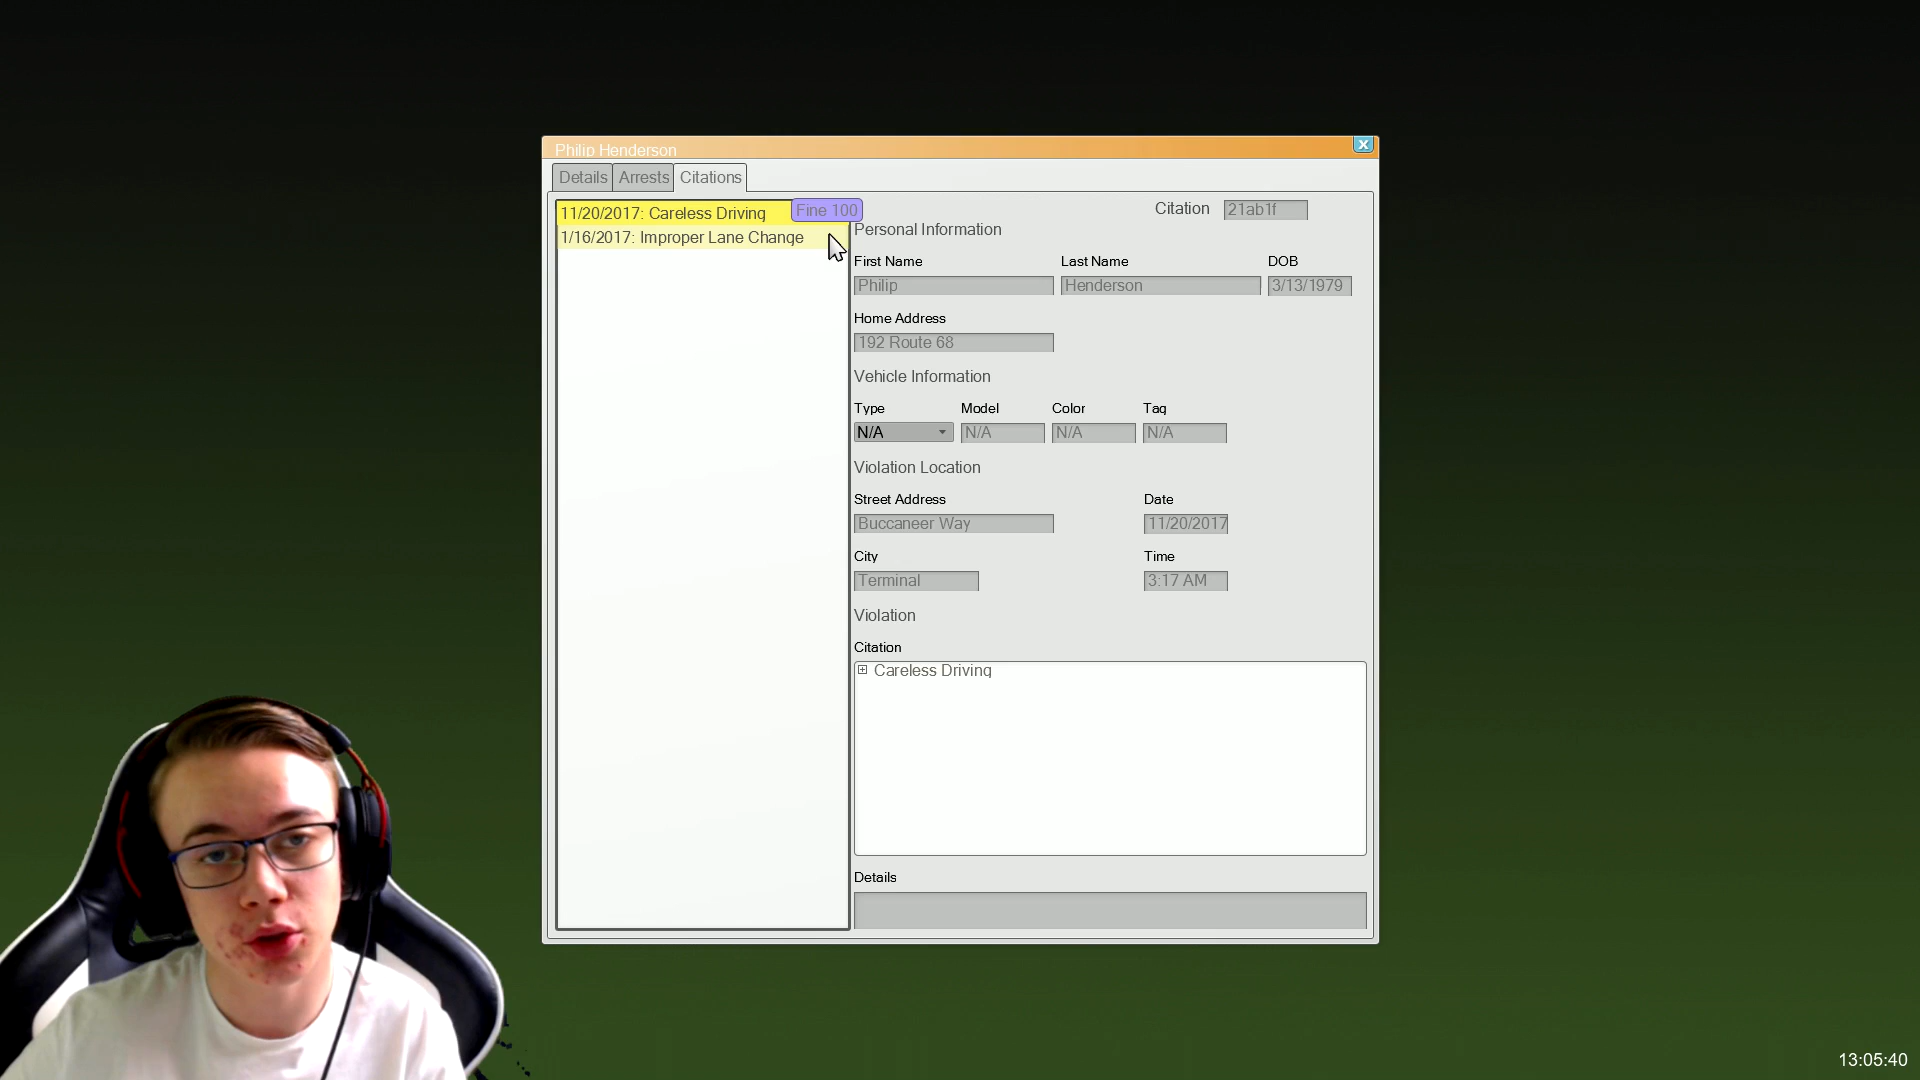 Philip Henderson
x
Details Arrests Citations
11/20/2017: Careless Driving
Fine 100
1/16/2017: Improper Lane Change
Citation 21ab1f
Personal Information
First Name Last Name DOB
Philip Henderson 3/13/1979
Home Address
192 Route 68
Vehicle Information
Type Model Color Tag
N/A N/A N/A N/A
Violation Location
Street Address Date
Buccaneer Way 11/20/2017
City Time
Terminal 3:17 AM
Violation
Citation
Careless Driving
Details
13:05:40